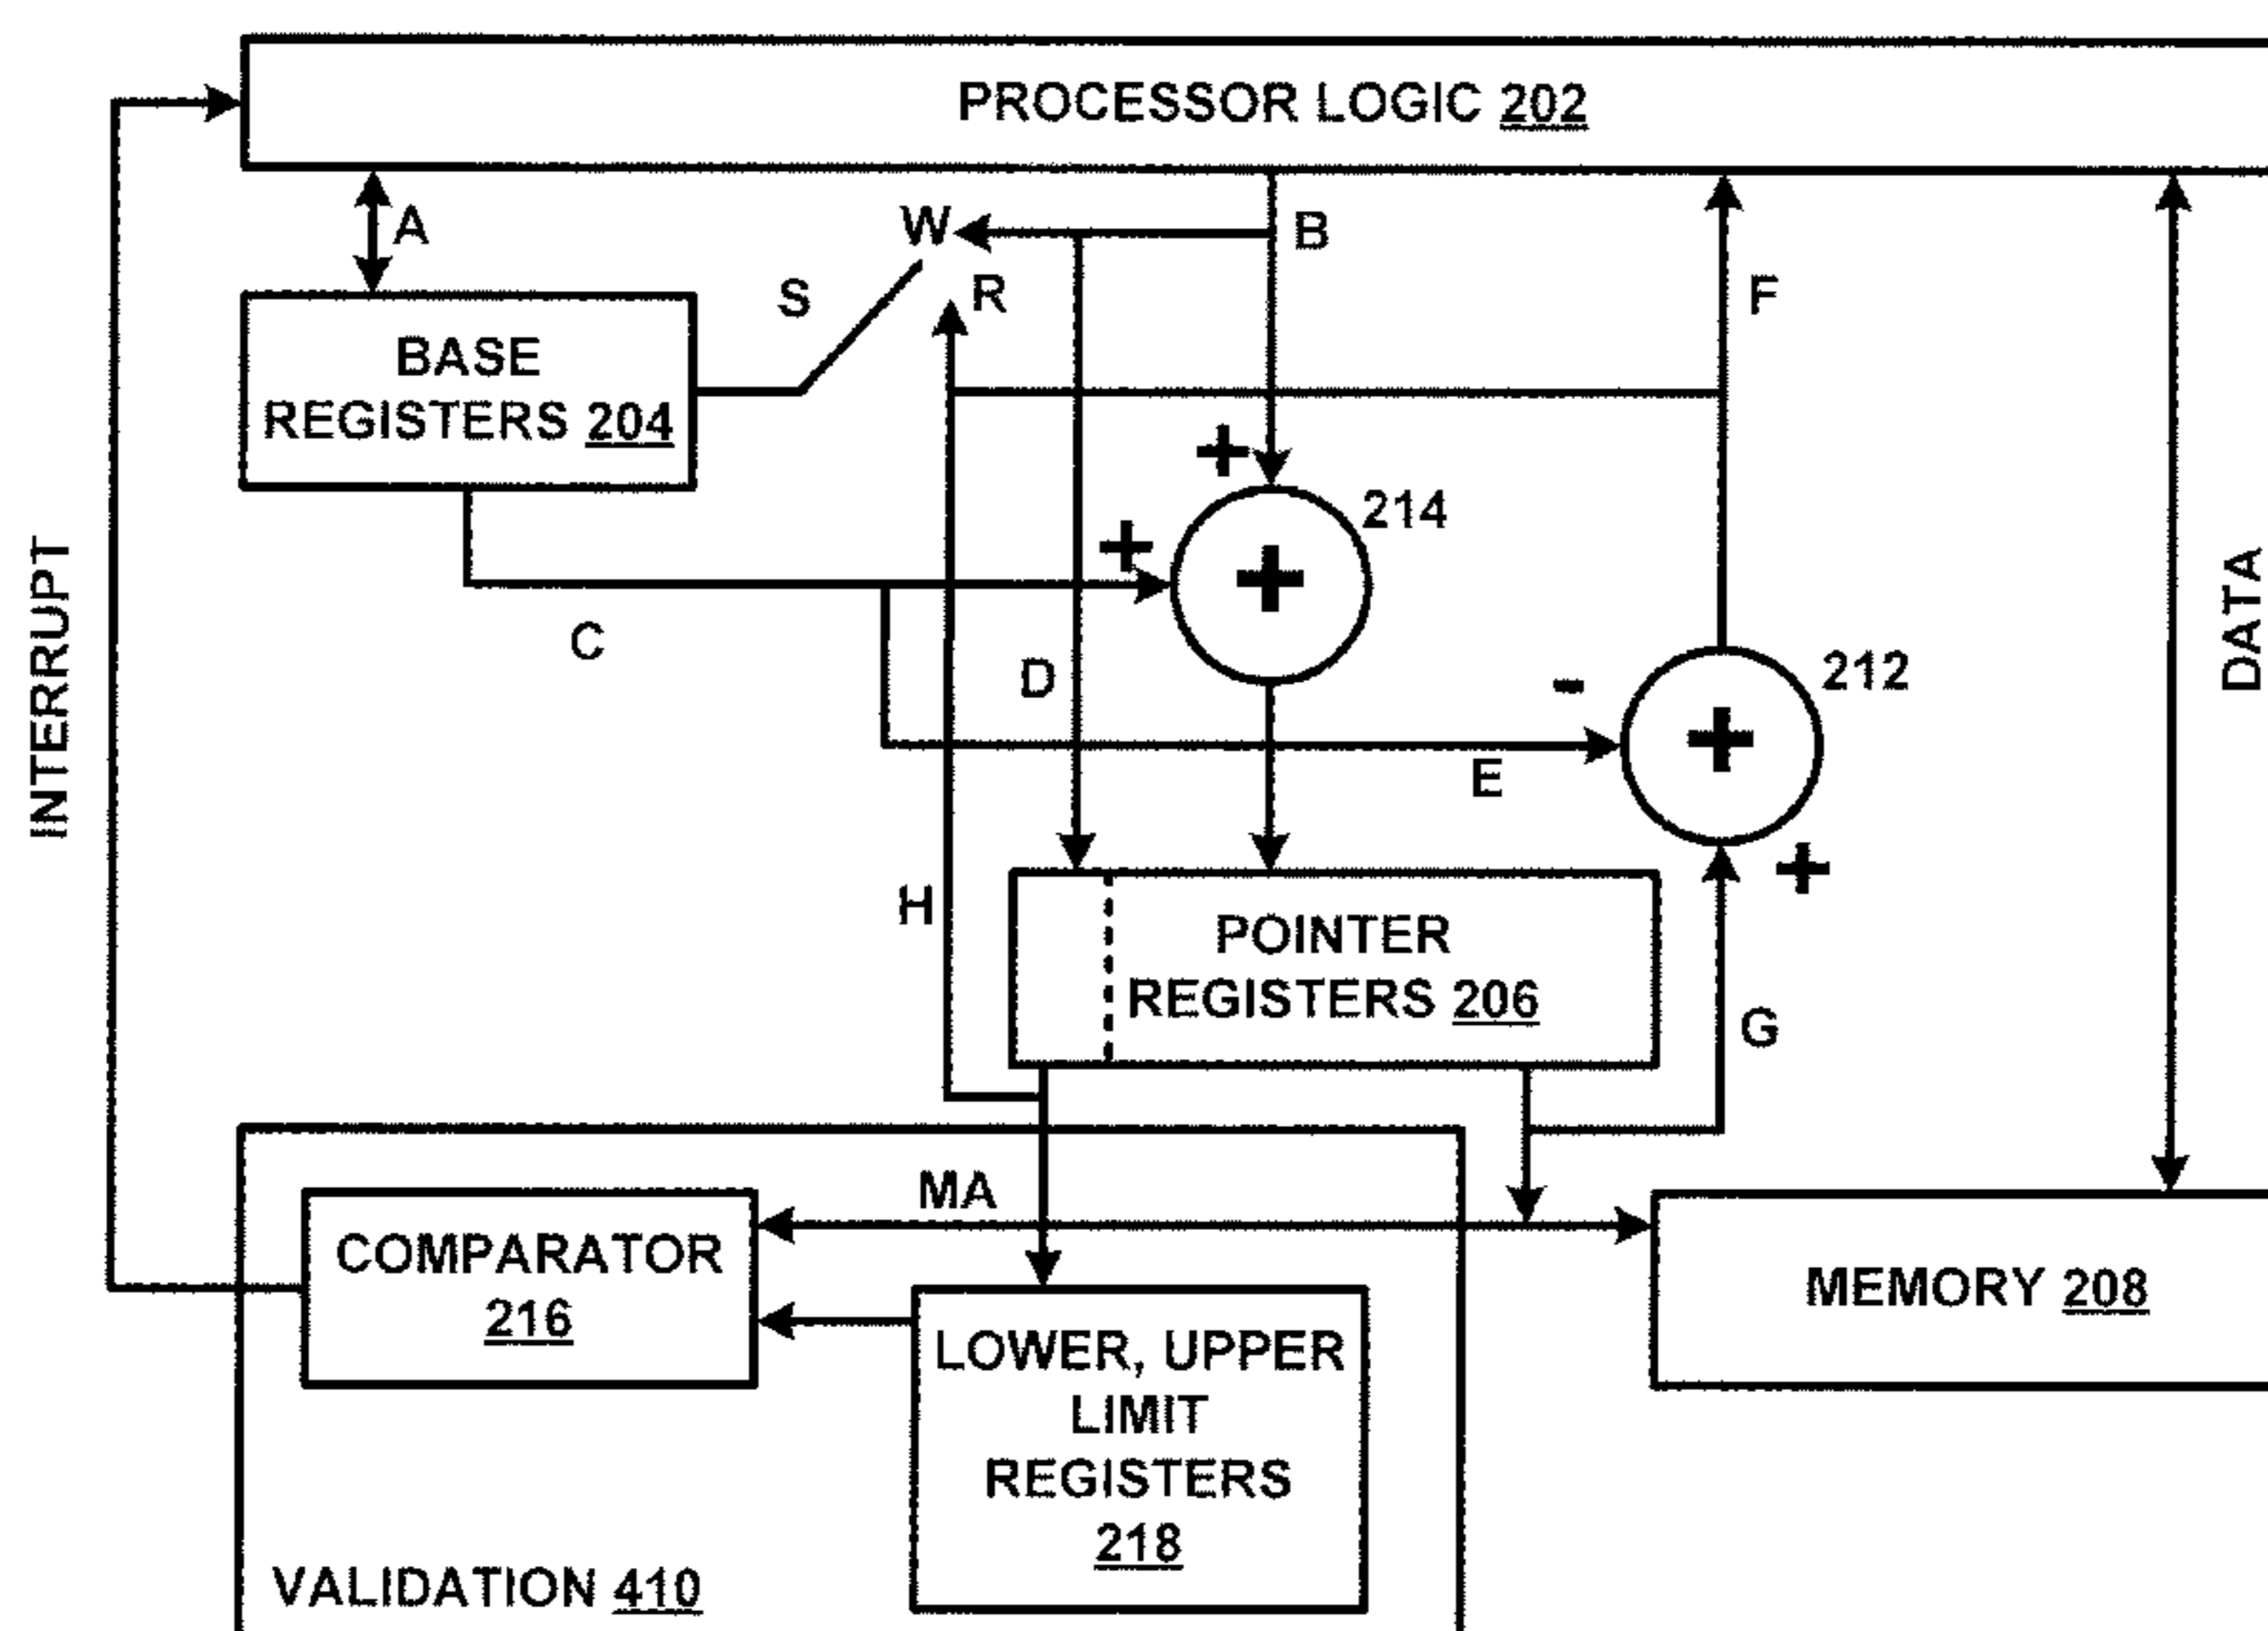 PROCESSOR LOGIC 202
A
W
B
R
S
F
BASE
REGISTERS 204
+
214
+
+
C
D
-
212
+
E
+
INTERRUPT
DATA
H
POINTER
REGISTERS 206
G
MA
COMPARATOR
216
MEMORY 208
LOWER, UPPER
LIMIT
REGISTERS
218
VALIDATION 410